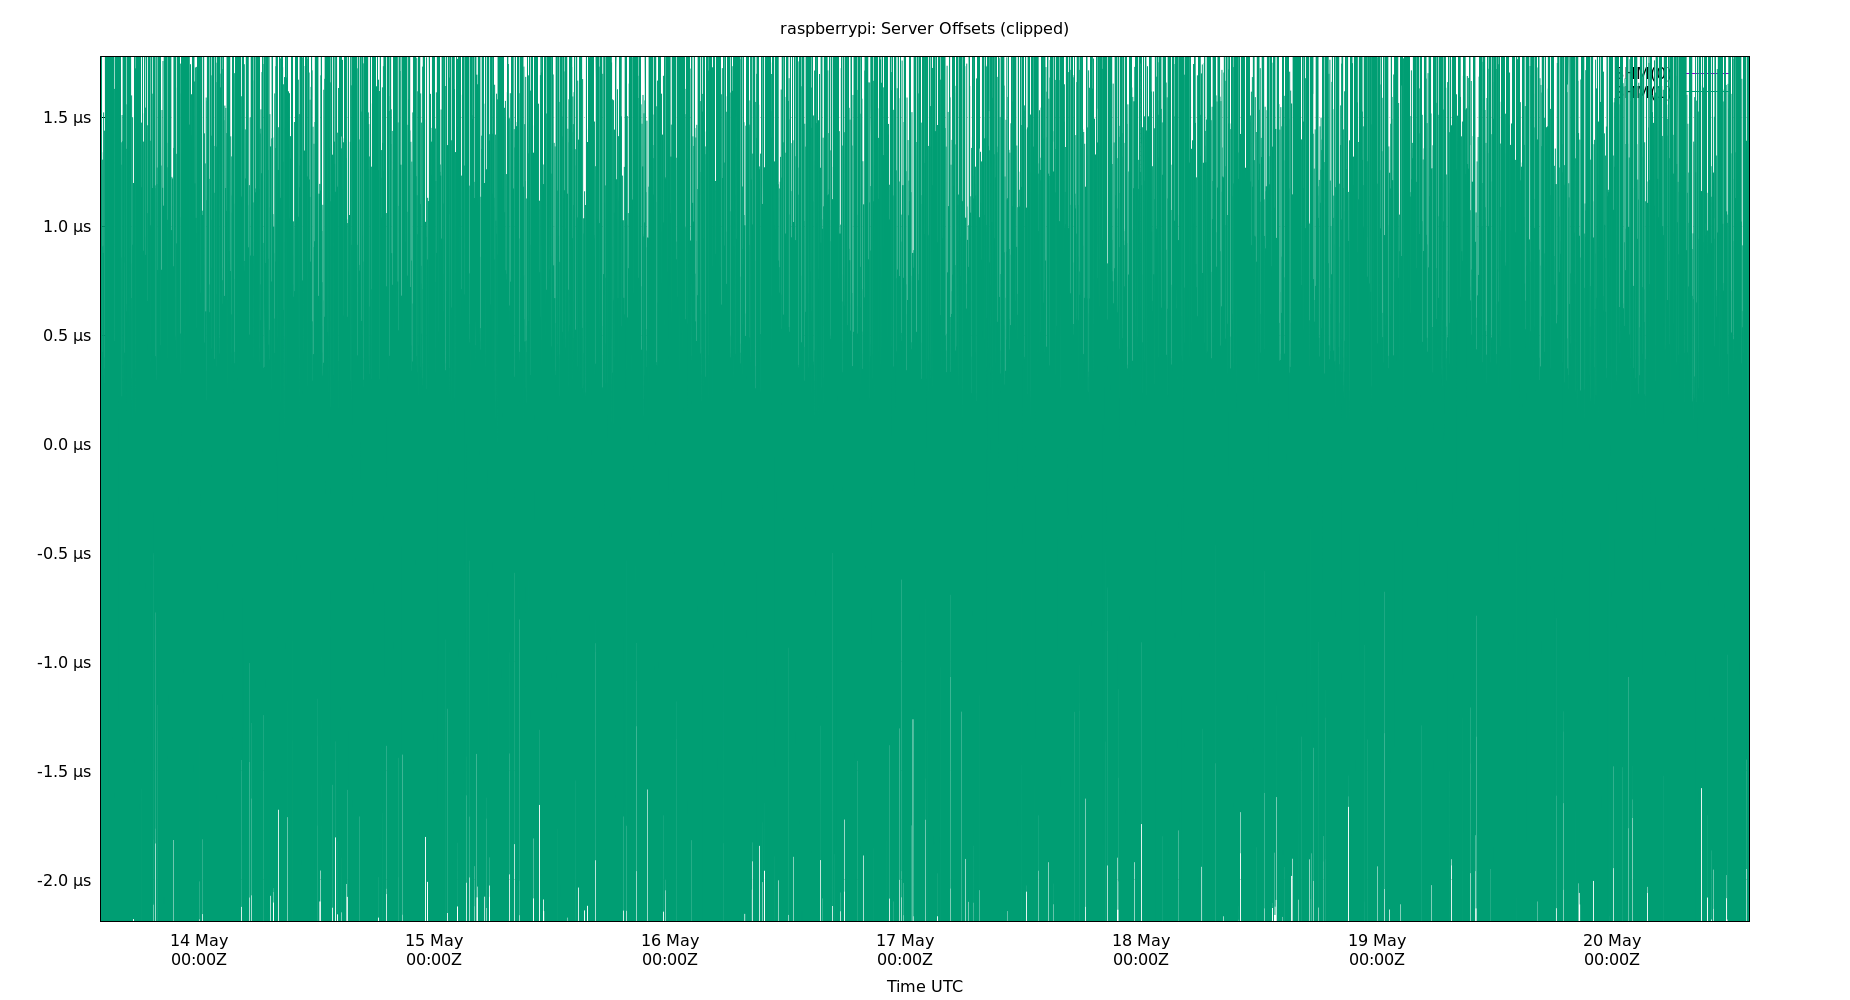 raspberrypi: Server Offsets (clipped)
1.5 µs
1.0 µs
0.5 µs
0.0 µs
-0.5 µs
-1.0 µs
-1.5 µs
-2.0 µs
14 May
00:00Z
15 May
00:00Z
16 May
00:00Z
17 May
00:00Z
18 May
00:00Z
19 May
00:00Z
20 May
00:00Z
Time UTC